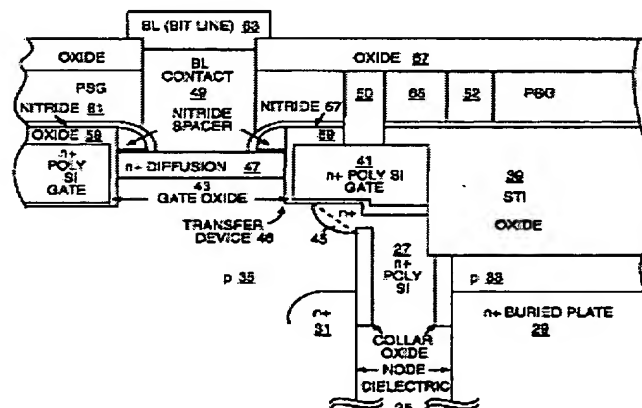 BL (BIT LINE) 63
OXIDE
BL
CONTACT
49
OXIDE 67
PSG
NITRIDE 61
NITRIDE
SPACER
NITRIDE 57
50
65
52
PSG
OXIDE 59
59
n+
POLY
SI
GATE
n+ DIFFUSION 47
41
n+ POLY SI
GATE
39
STI
OXIDE
43
GATE OXIDE
TRANSFER
DEVICE 46
n+
45
27
n+
POLY
SI
p 35
p 33
n+
31
n+ BURIED PLATE
29
COLLAR
OXIDE
NODE
DIELECTRIC
25